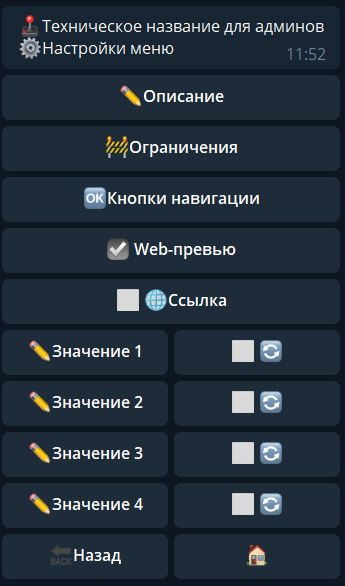 🕹Техническое название для админов
⚙️Настройки меню
11:52
✏️Описание
🚧Ограничения
🆗Кнопки навигации
☑️ Web-превью
⬜ 🌐Ссылка
✏️Значение 1
⬜ 🔄
✏️Значение 2
⬜ 🔄
✏️Значение 3
⬜ 🔄
✏️Значение 4
⬜ 🔄
🔙Назад
🏠